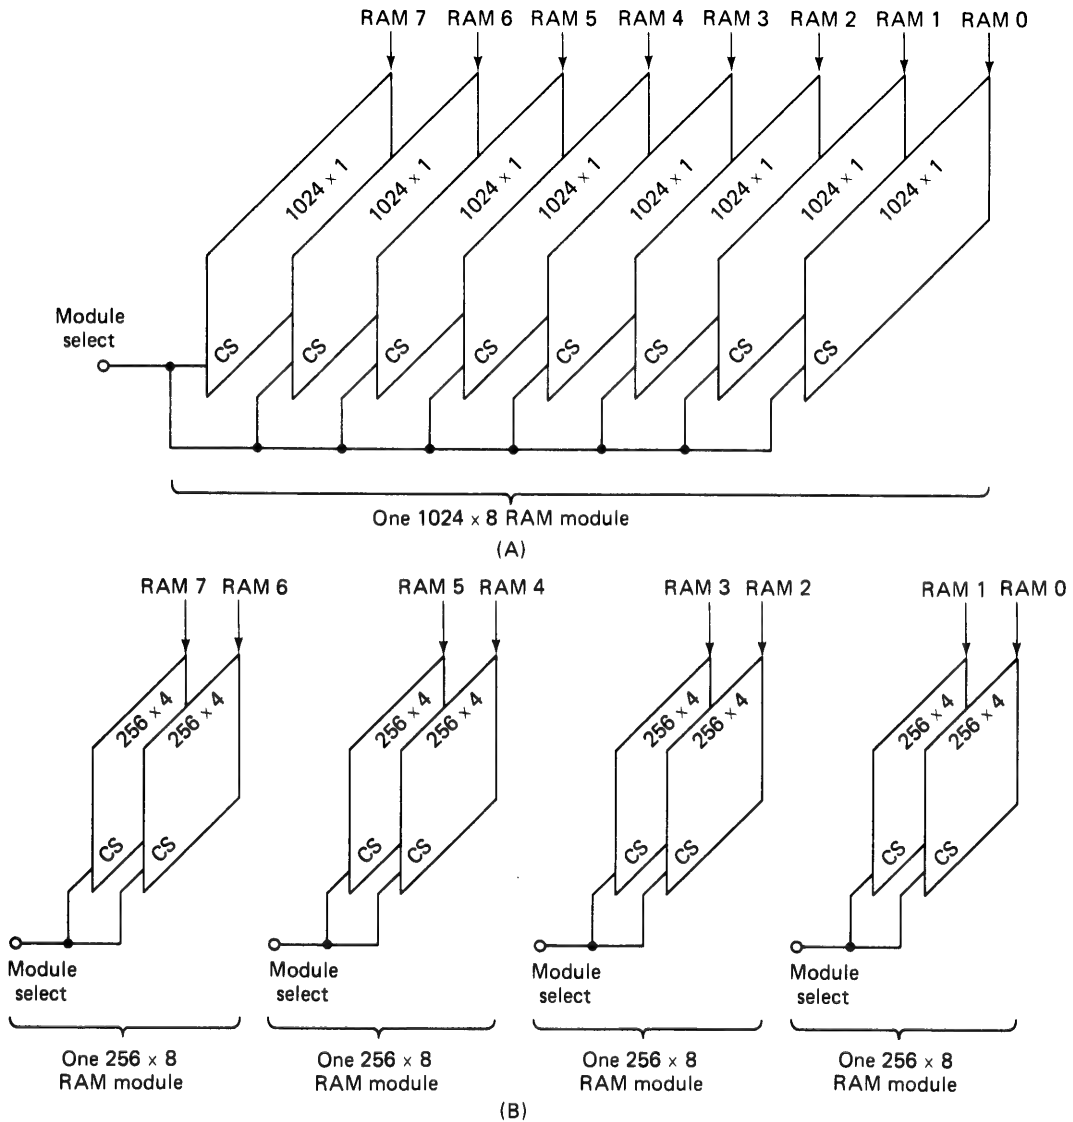 RAM 7 RAM 6 RAM 5 RAM 4 RAM 3 RAM 2 RAM 1 RAM 0
1024 × 1 1024 × 1 1024 × 1 1024 × 1 1024 × 1 1024 × 1 1024 × 1 1024 × 1
Module
select
CS CS CS CS CS CS CS CS
One 1024 × 8 RAM module
(A)
RAM 7 RAM 6 RAM 5 RAM 4 RAM 3 RAM 2 RAM 1 RAM 0
256 × 4 256 × 4 256 × 4 256 × 4 256 × 4 256 × 4 256 × 4 256 × 4
CS CS CS CS CS CS CS CS
Module
select
Module
select
Module
select
Module
select
One 256 × 8
RAM module
One 256 × 8
RAM module
One 256 × 8
RAM module
One 256 × 8
RAM module
(B)